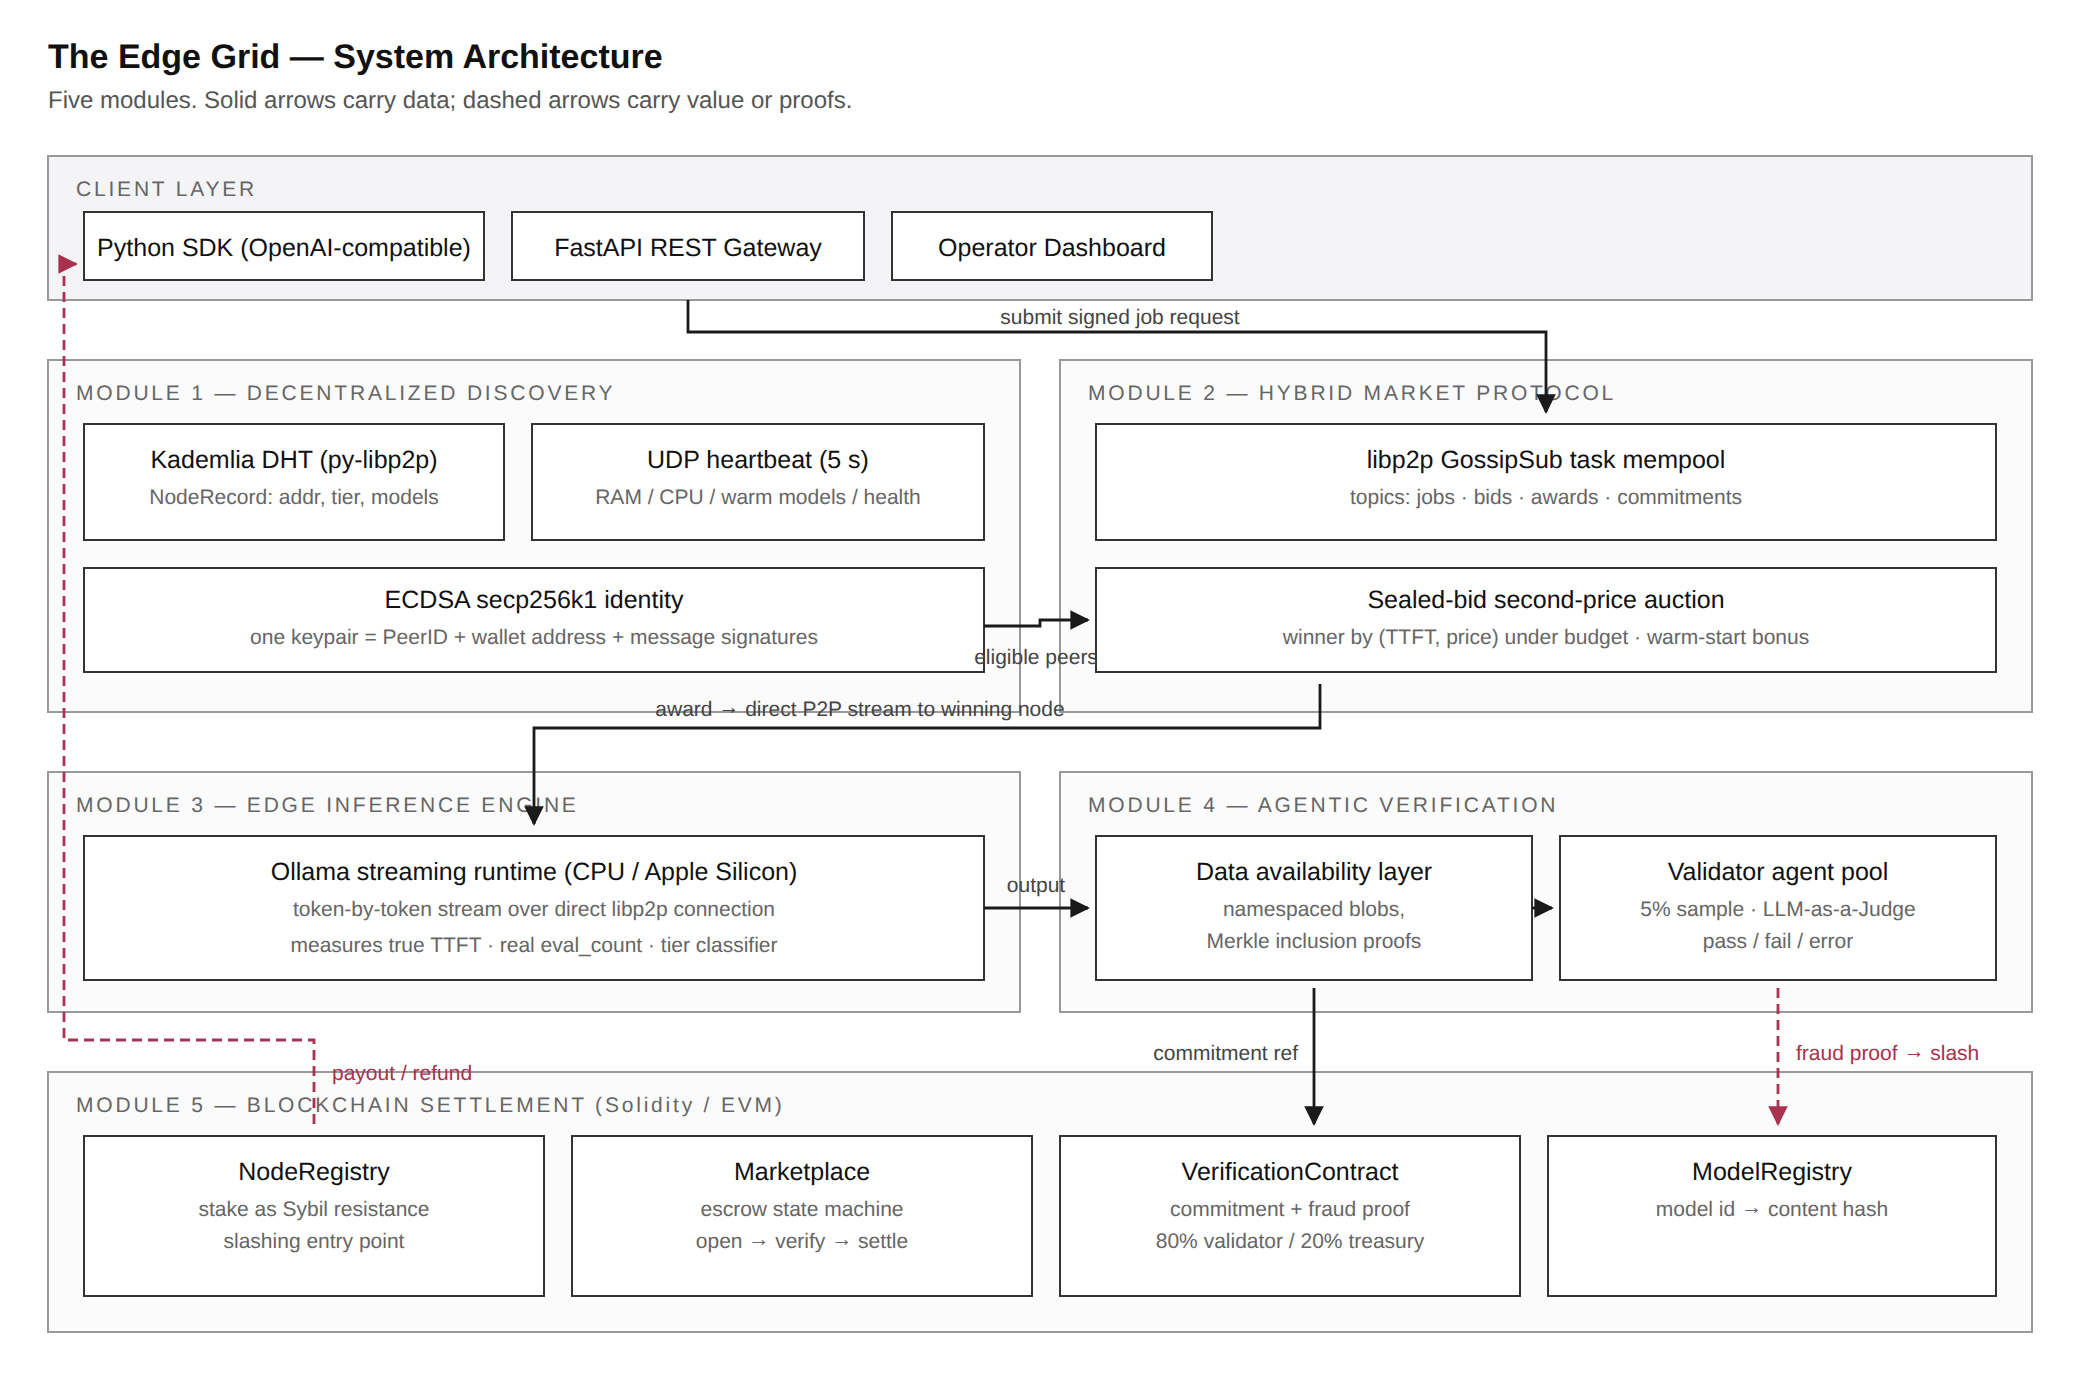 The Edge Grid — System Architecture
Five modules. Solid arrows carry data; dashed arrows carry value or proofs.
CLIENT LAYER
Python SDK (OpenAI-compatible)
FastAPI REST Gateway
Operator Dashboard
submit signed job request
MODULE 1 — DECENTRALIZED DISCOVERY
Kademlia DHT (py-libp2p)
NodeRecord: addr, tier, models
UDP heartbeat (5 s)
RAM / CPU / warm models / health
ECDSA secp256k1 identity
one keypair = PeerID + wallet address + message signatures
eligible peers
MODULE 2 — HYBRID MARKET PROTOCOL
libp2p GossipSub task mempool
topics: jobs · bids · awards · commitments
Sealed-bid second-price auction
winner by (TTFT, price) under budget · warm-start bonus
award → direct P2P stream to winning node
MODULE 3 — EDGE INFERENCE ENGINE
Ollama streaming runtime (CPU / Apple Silicon)
token-by-token stream over direct libp2p connection
measures true TTFT · real eval_count · tier classifier
output
MODULE 4 — AGENTIC VERIFICATION
Data availability layer
namespaced blobs,
Merkle inclusion proofs
Validator agent pool
5% sample · LLM-as-a-Judge
pass / fail / error
commitment ref
fraud proof → slash
payout / refund
MODULE 5 — BLOCKCHAIN SETTLEMENT (Solidity / EVM)
NodeRegistry
stake as Sybil resistance
slashing entry point
Marketplace
escrow state machine
open → verify → settle
VerificationContract
commitment + fraud proof
80% validator / 20% treasury
ModelRegistry
model id → content hash